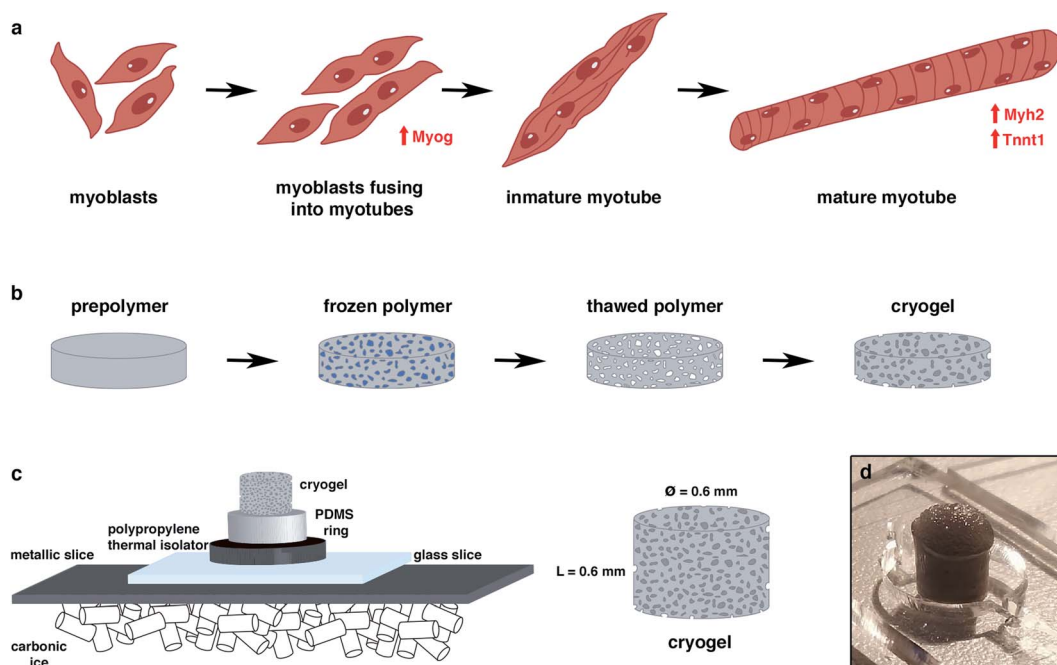 a
Myog
Myh2
Tnnt1
myoblasts
myoblasts fusing
into myotubes
inmature myotube
mature myotube
b
prepolymer
frozen polymer
thawed polymer
cryogel
c
cryogel
PDMS
ring
polypropylene
thermal isolator
metallic slice
glass slice
carbonic
ice
Ø = 0.6 mm
L = 0.6 mm
cryogel
d